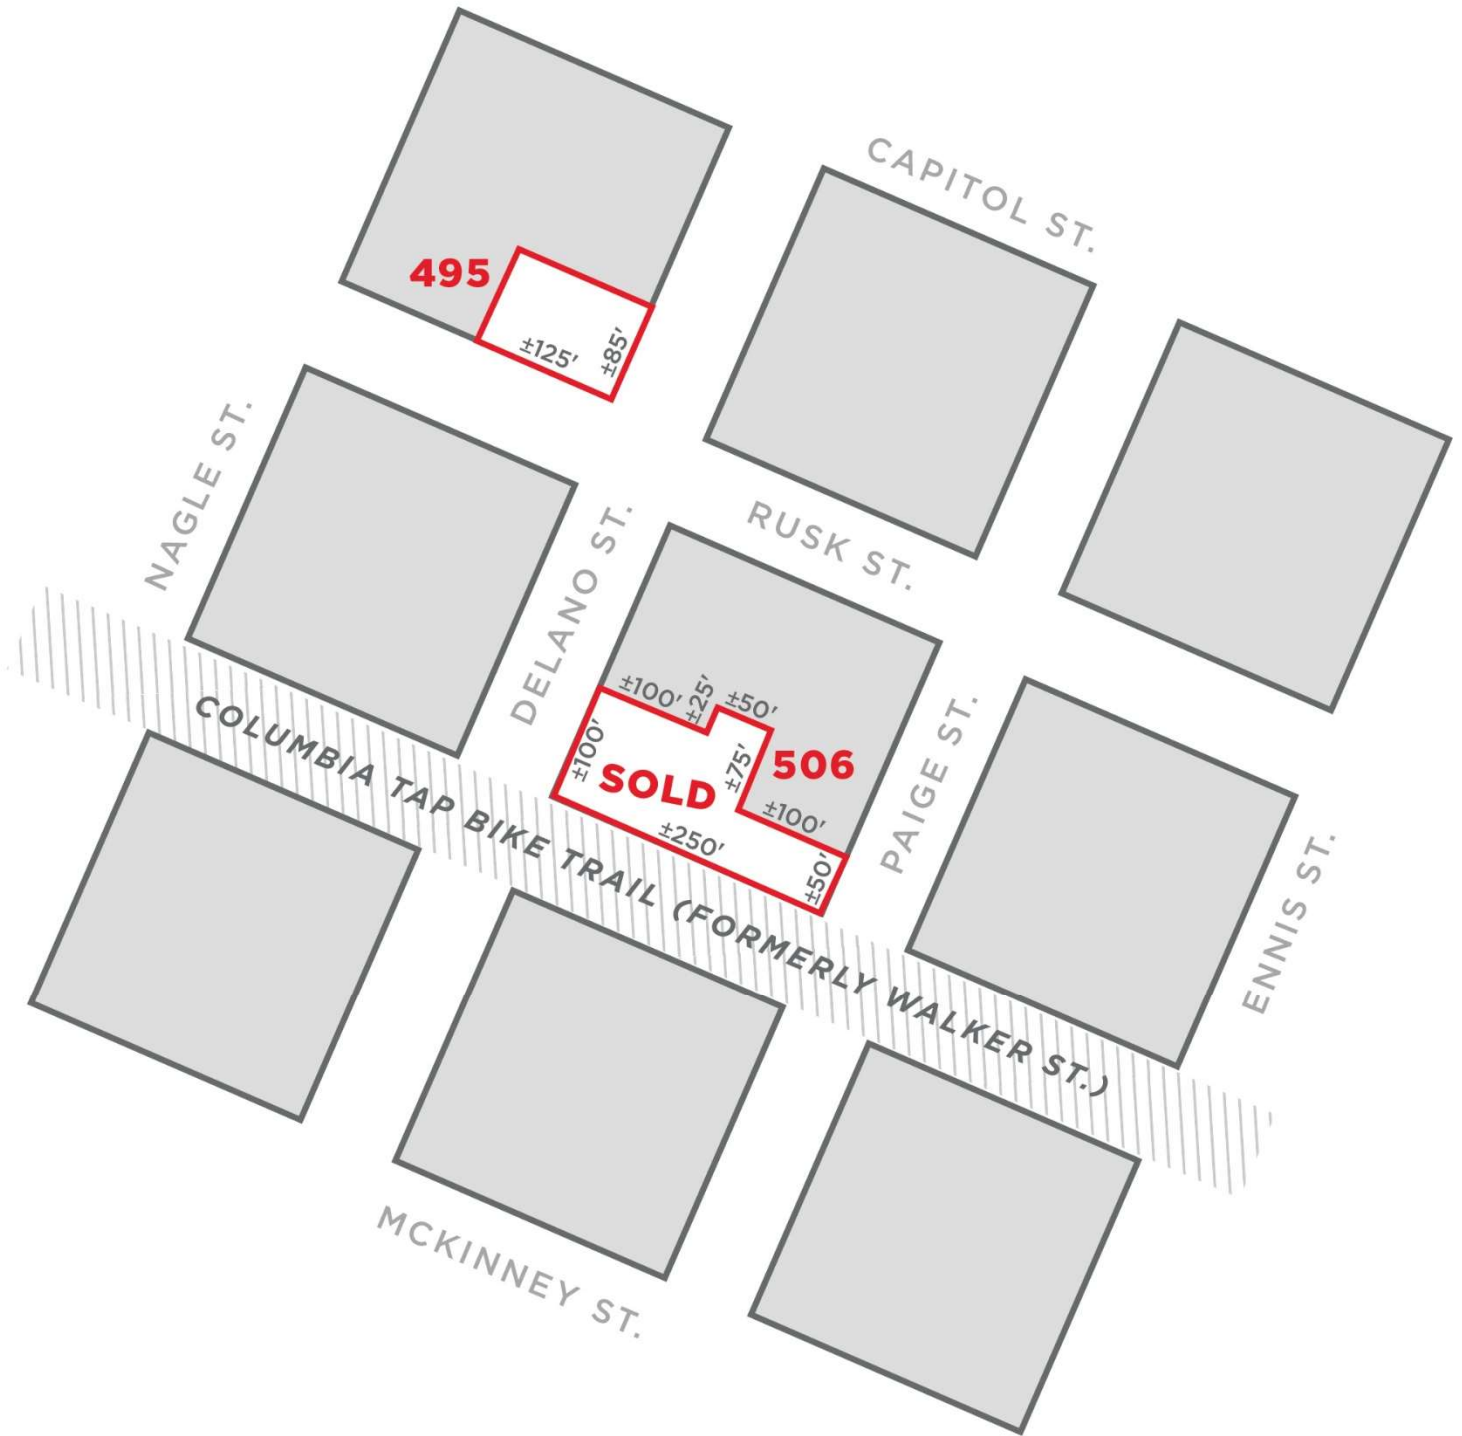 CAPITOL ST.
495
±125'
±85'
NAGLE ST.
RUSK ST.
DELANO ST.
±100'
±25'
±50'
±100'
±75'
506
SOLD
±100'
±250'
±50'
PAIGE ST.
COLUMBIA TAP BIKE TRAIL (FORMERLY WALKER ST.)
ENNIS ST.
MCKINNEY ST.